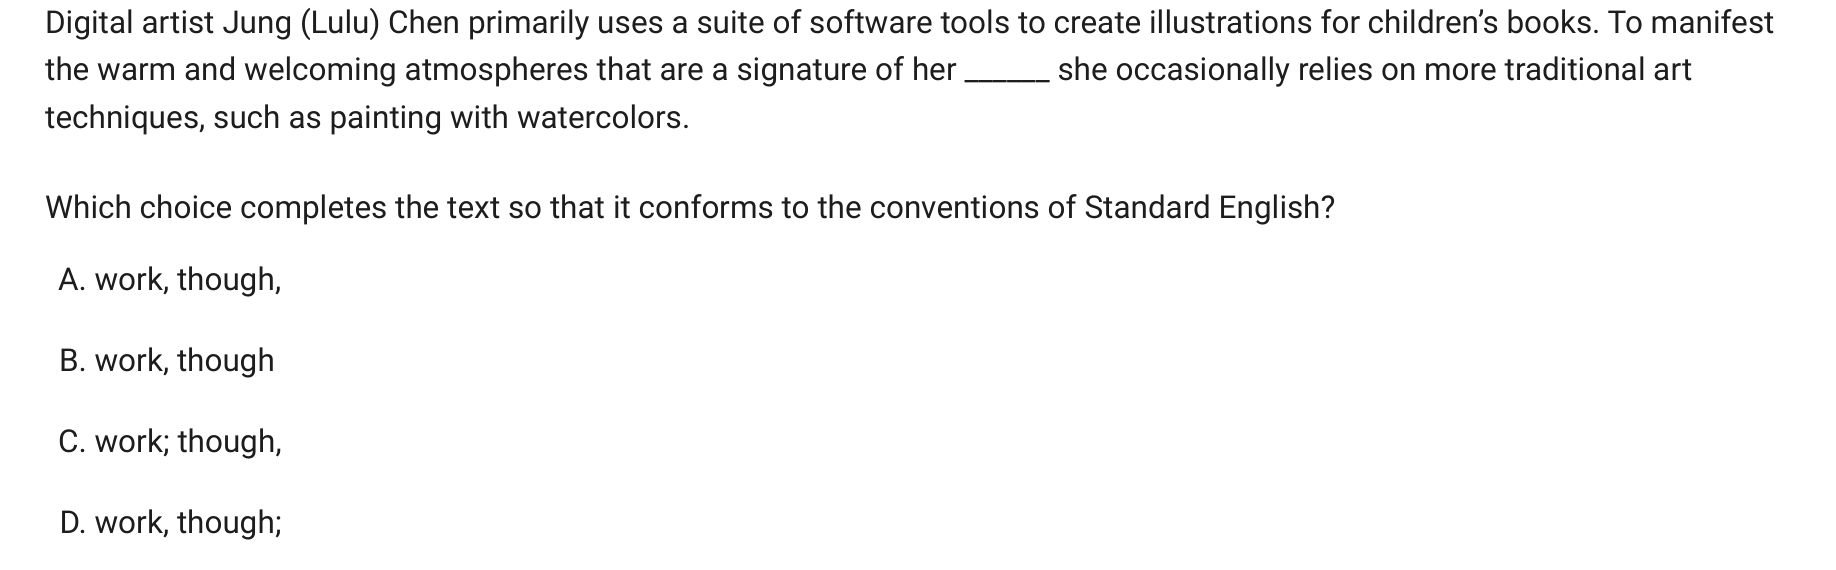 Digital artist Jung (Lulu) Chen primarily uses a suite of software tools to create illustrations for children’s books. To manifest
the warm and welcoming atmospheres that are a signature of her ______ she occasionally relies on more traditional art
techniques, such as painting with watercolors.
Which choice completes the text so that it conforms to the conventions of Standard English?
A. work, though,
B. work, though
C. work; though,
D. work, though;